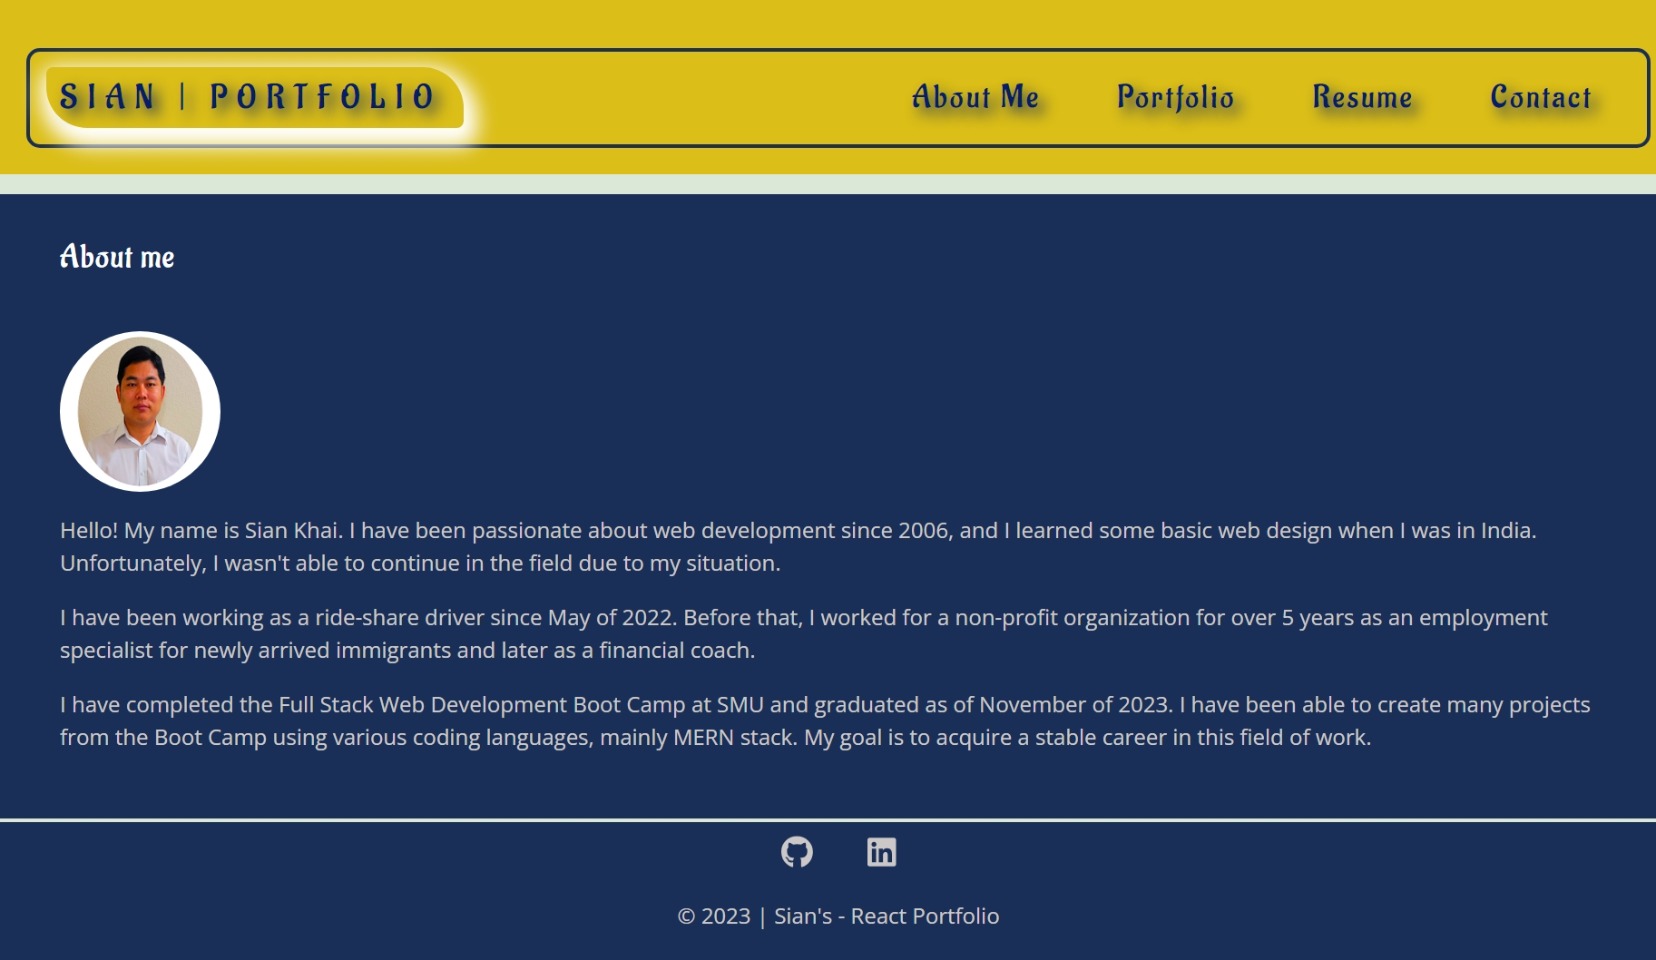 SIAN | PORTFOLIO
About Me
Portfolio
Resume
Contact
About me
Hello! My name is Sian Khai. I have been passionate about web development since 2006, and I learned some basic web design when I was in India.
Unfortunately, I wasn't able to continue in the field due to my situation.
I have been working as a ride-share driver since May of 2022. Before that, I worked for a non-profit organization for over 5 years as an employment
specialist for newly arrived immigrants and later as a financial coach.
I have completed the Full Stack Web Development Boot Camp at SMU and graduated as of November of 2023. I have been able to create many projects
from the Boot Camp using various coding languages, mainly MERN stack. My goal is to acquire a stable career in this field of work.
in
© 2023 | Sian's - React Portfolio